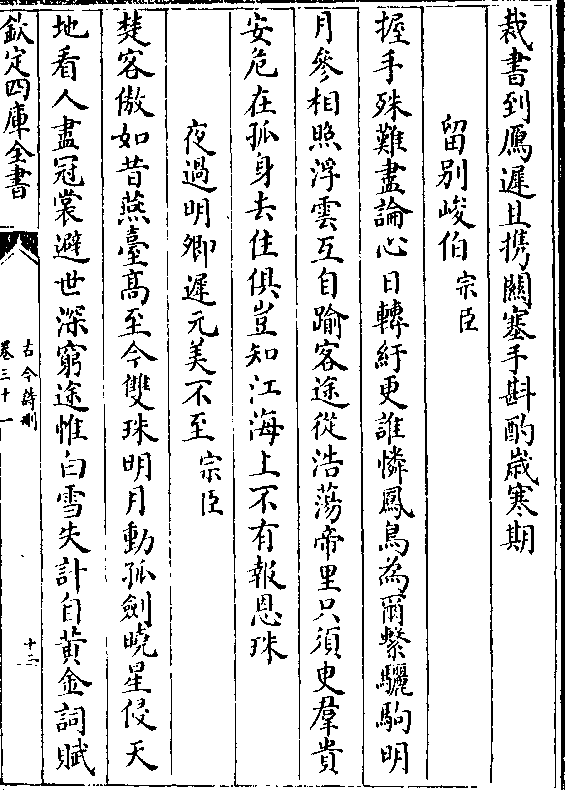 裁書到鴈遲且携關塞手斟酌歳寒期
留别峻伯宗臣
握手殊難盡論心日轉紆更誰憐鳳鳥為爾繫驪駒明
月參相照浮雲互自踰客途從浩蕩帝里只須臾羣貴
安危在孤身去住俱豈知江海上不有報恩珠
夜過明卿遲元美不至宗臣
楚客傲如昔燕臺髙至今雙珠明月動孤劍曉星侵天
地看人盡冠裳避世深窮途惟白雪失計自黃金詞賦
欽定四庫全書
古今詩刪
卷三十一
十二